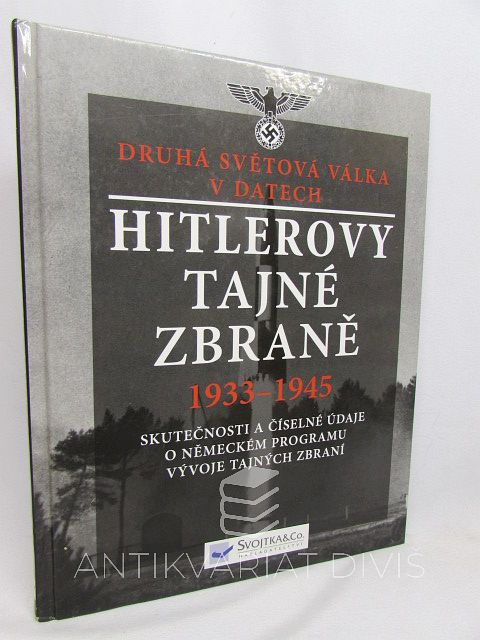 DRUHÁ SVĚTOVÁ VÁLKA
V DATECH
HITLEROVY
TAJNÉ
ZBRANĚ
1933–1945
SKUTEČNOSTI A ČÍSELNÉ ÚDAJE
O NĚMECKÉM PROGRAMU
VÝVOJE TAJNÝCH ZBRANÍ
SVOJTKA&CO.
NAKLADATELSTVÍ
ANTIKVARIÁT DIVIŠ